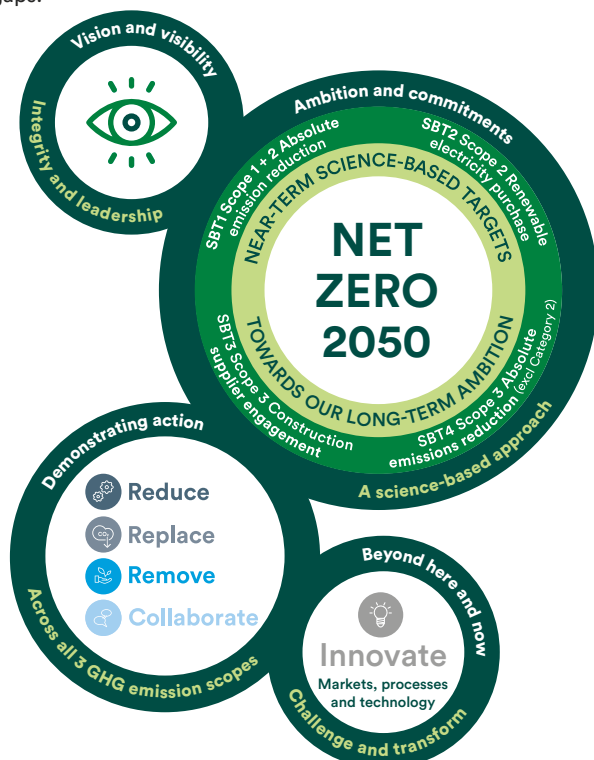 gaps.
Vision and visibility
Integrity and leadership
Ambition and commitments
SBT1 Scope 1 + 2 Absolute
emission reduction
SBT2 Scope 2 Renewable
electricity purchase
NEAR-TERM SCIENCE-BASED TARGETS
NET
ZERO
2050
TOWARDS OUR LONG-TERM AMBITION
SBT3 Scope 3 Construction
supplier engagement
SBT4 Scope 3 Absolute
emissions reduction (excl Category 2)
A science-based approach
Demonstrating action
Reduce
CO₂
Replace
Remove
Collaborate
Across all 3 GHG emission scopes
Beyond here and now
Innovate
Markets, processes
and technology
Challenge and transform